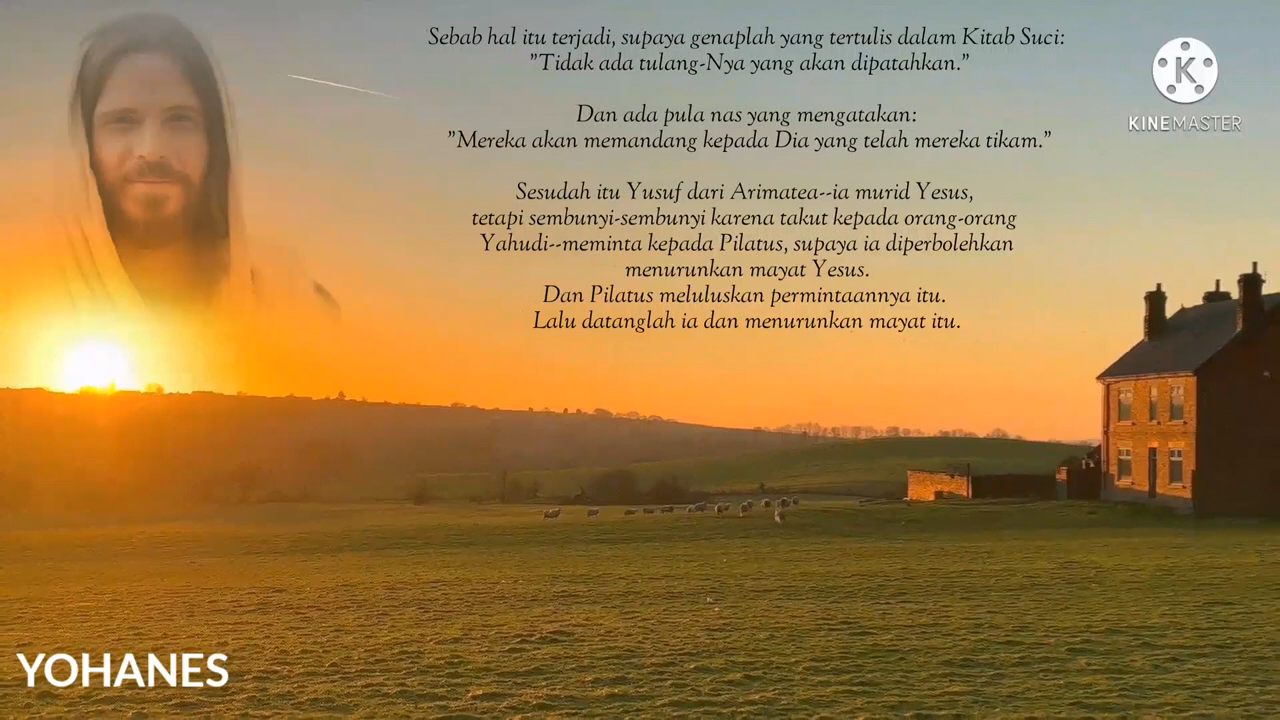 Sebab hal itu terjadi, supaya genaplah yang tertulis dalam Kitab Suci:
"Tidak ada tulang-Nya yang akan dipatahkan."
Dan ada pula nas yang mengatakan:
"Mereka akan memandang kepada Dia yang telah mereka tikam."
Sesudah itu Yusuf dari Arimatea--ia murid Yesus,
tetapi sembunyi-sembunyi karena takut kepada orang-orang
Yahudi--meminta kepada Pilatus, supaya ia diperbolehkan
menurunkan mayat Yesus.
Dan Pilatus meluluskan permintaannya itu.
Lalu datanglah ia dan menurunkan mayat itu.
K
KINEMASTER
YOHANES